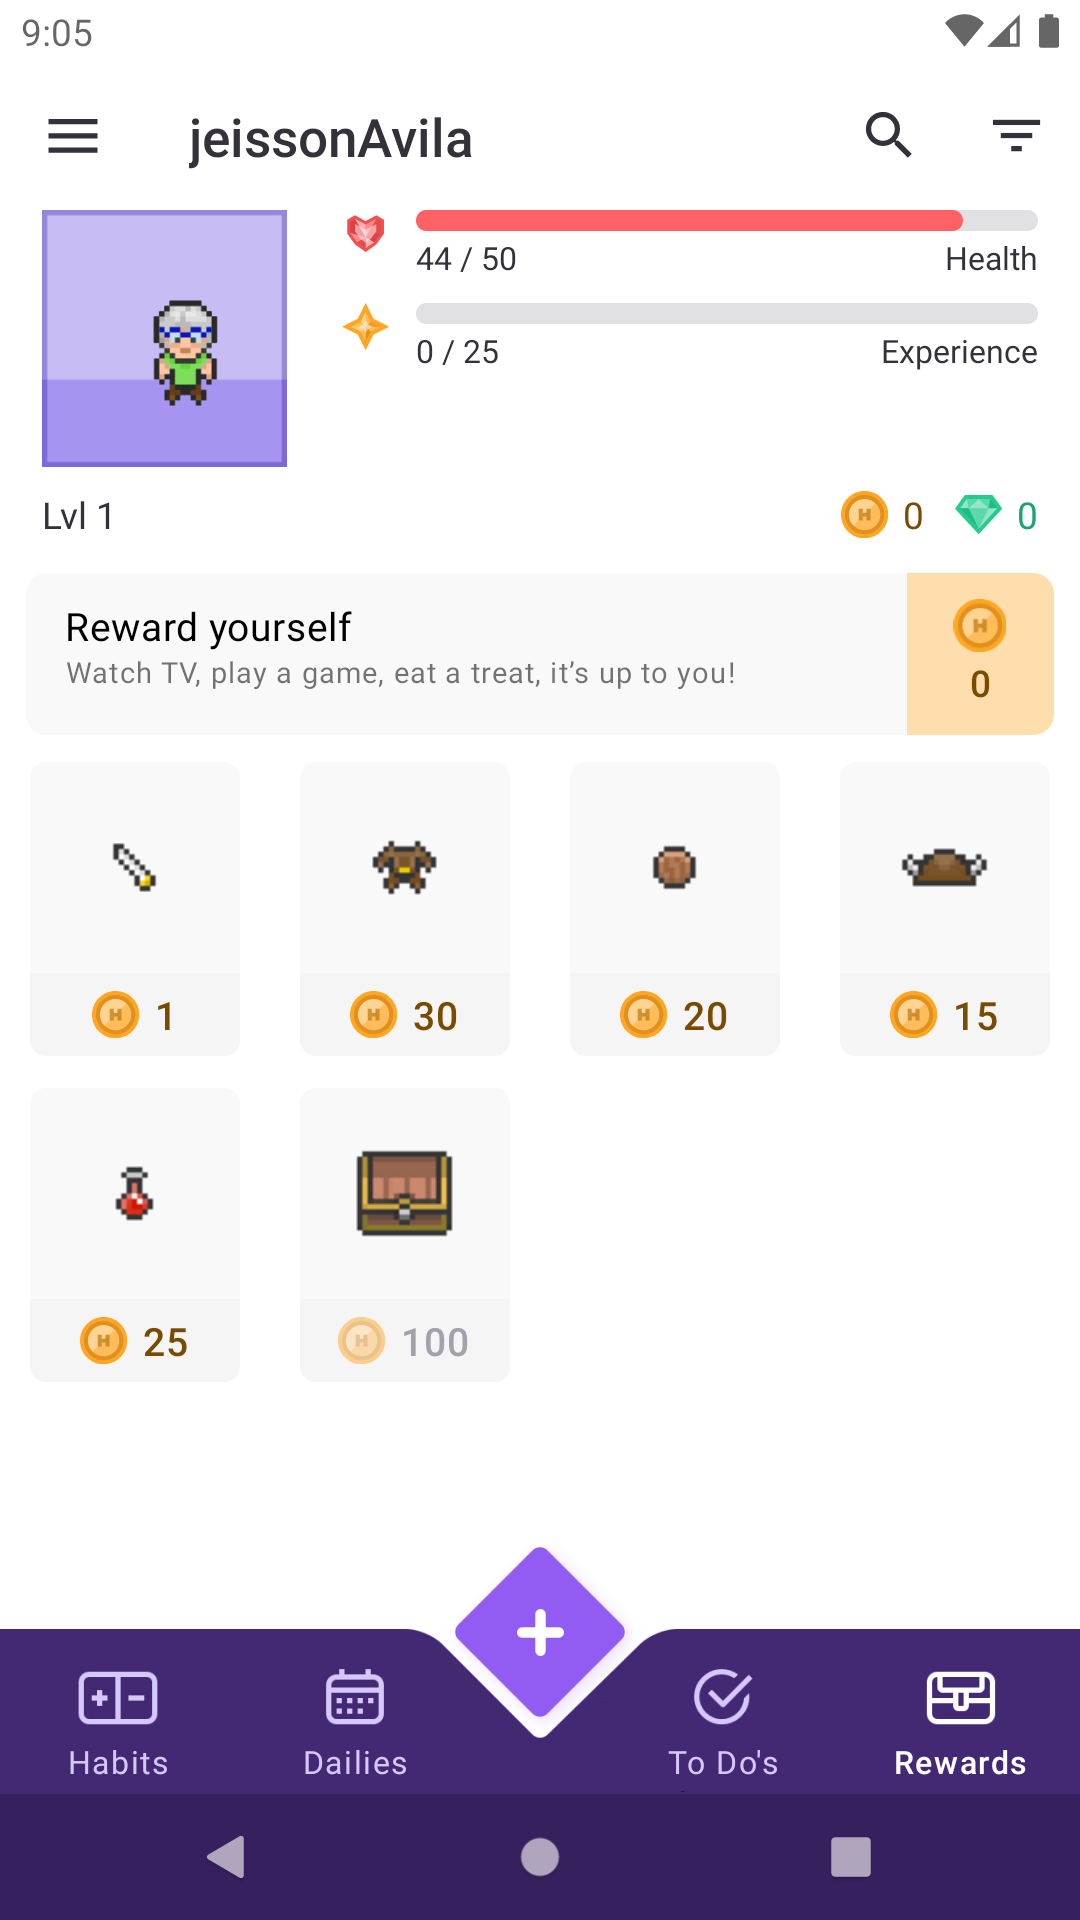 9:05
jeissonAvila
44 / 50 Health
0 / 25 Experience
Lvl 1
0 0
Reward yourself
Watch TV, play a game, eat a treat, it’s up to you!
0
1 30 20 15
25 100
Habits Dailies To Do's Rewards